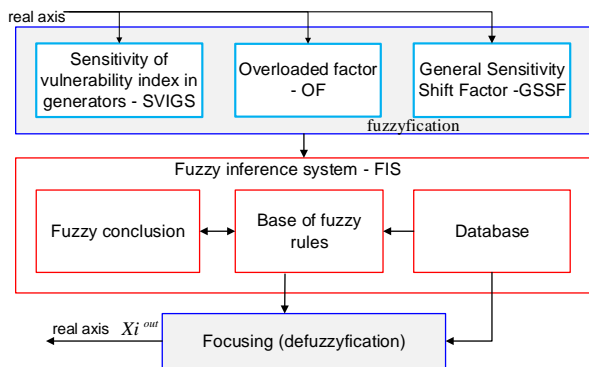 real axis
Sensitivity of
vulnerability index in
generators - SVIGS
Overloaded factor
- OF
General Sensitivity
Shift Factor -GSSF
fuzzyfication
Fuzzy inference system - FIS
Fuzzy conclusion
Base of fuzzy
rules
Database
real axis Xi out
Focusing (defuzzyfication)